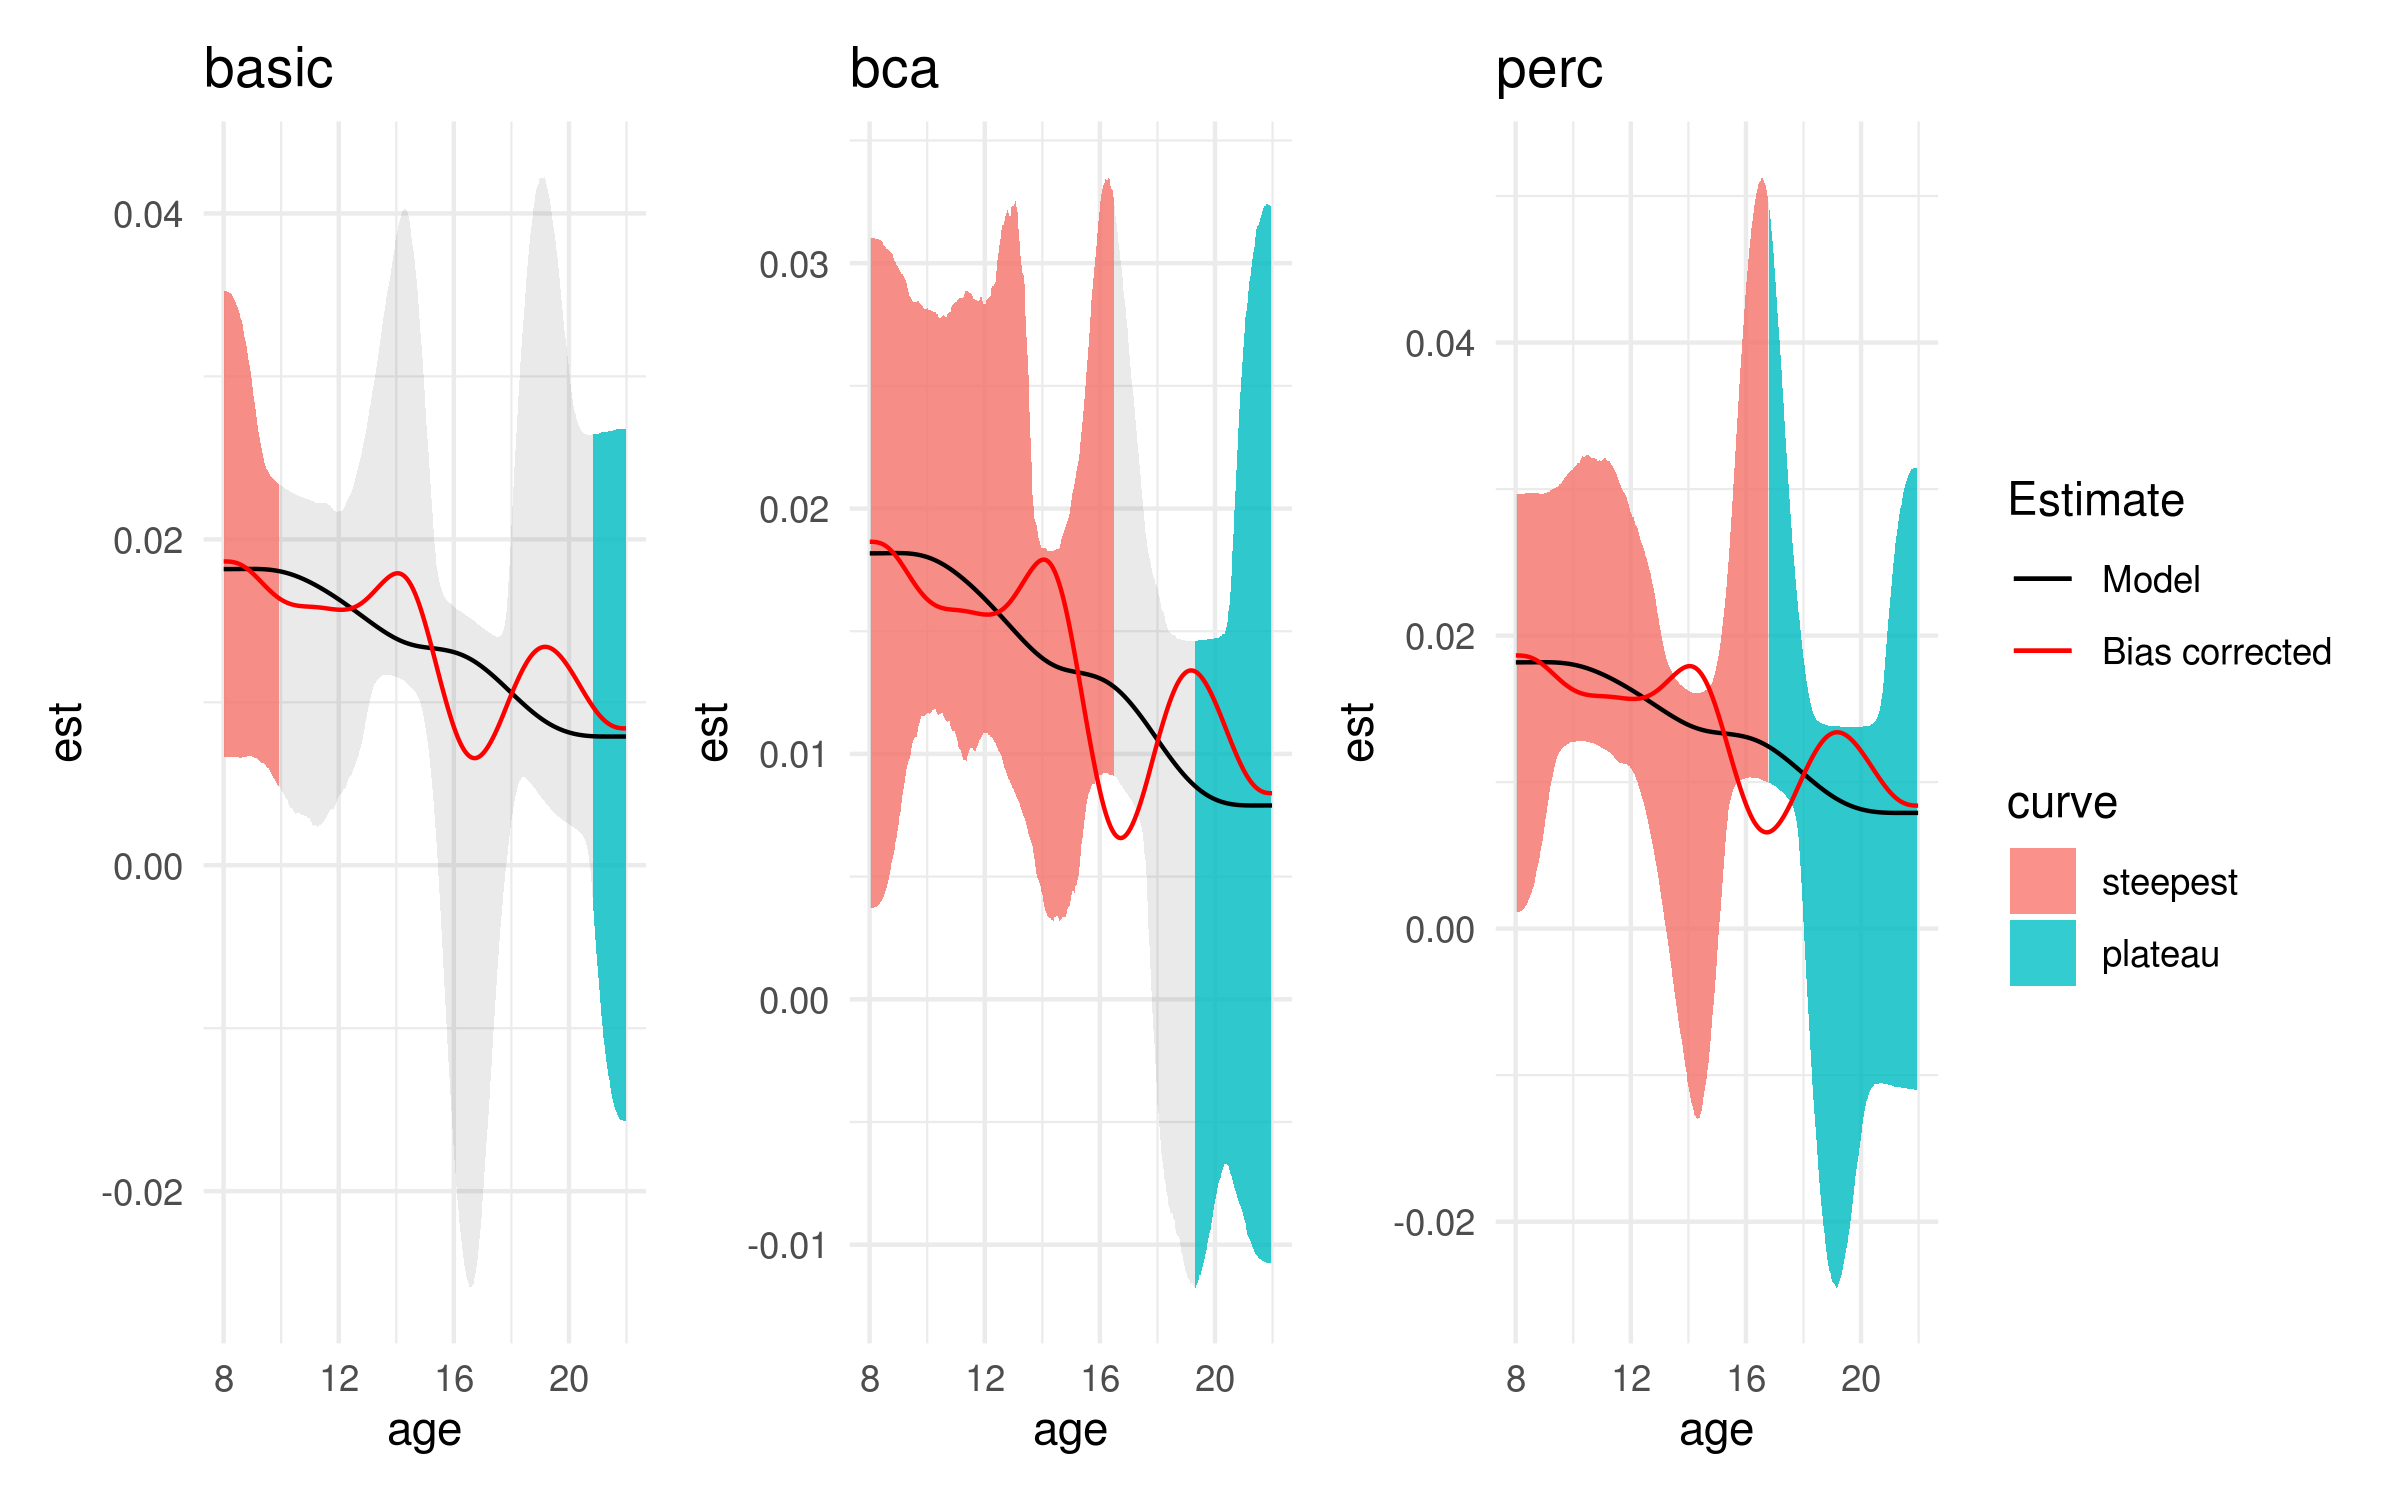 basic
0.04
0.02
0.00
-0.02
est
8 12 16 20
age
bca
0.03
0.02
0.01
0.00
-0.01
est
8 12 16 20
age
perc
0.04
0.02
0.00
-0.02
est
8 12 16 20
age
Estimate
Model
Bias corrected
curve
steepest
plateau